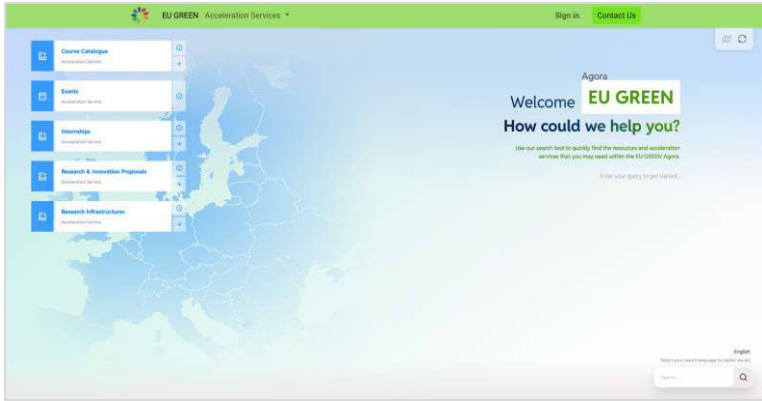 EU GREEN Acceleration Services
Sign in
Contact Us
Course Catalogue
Acceleration Service
Events
Acceleration Service
Internships
Acceleration Service
Research & Innovation Proposals
Acceleration Service
Research Infrastructures
Acceleration Service
Agora
Welcome EU GREEN
How could we help you?
Use our search tool to quickly find the resources and acceleration
services that you may need within the EU GREEN Agora.
Enter your query to get started...
English
Select your search language for better results
Search...